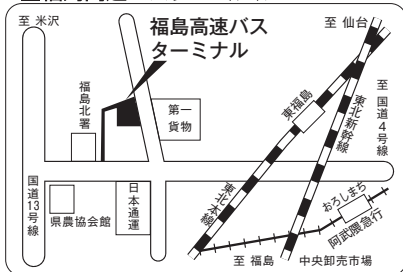 至 米沢
福島高速バス
ターミナル
至 仙台
福島北署
第一
貨物
東福島
東北新幹線
至 国道4号線
国道13号線
県農協会館
日本通運
東北本線
おろしまち
阿武隈急行
至 福島
中央卸売市場